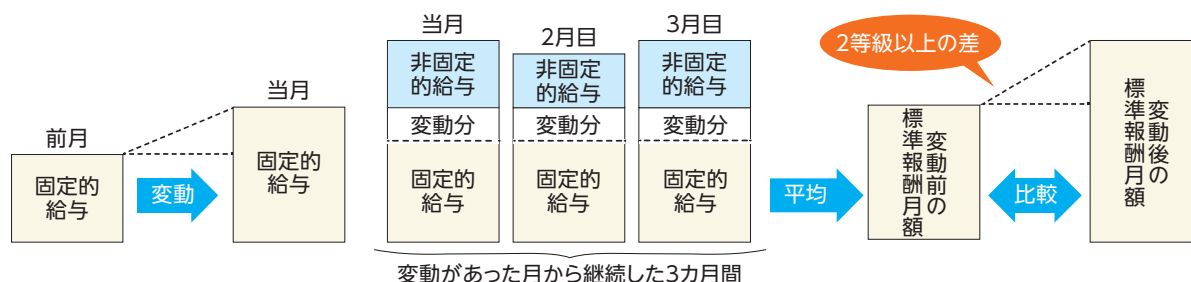 前月
固定的
給与
変動
当月
固定的
給与
当月
非固定
的給与
変動分
固定的
給与
2月目
非固定
的給与
変動分
固定的
給与
3月目
非固定
的給与
変動分
固定的
給与
変動があった月から継続した3カ月間
平均
2等級以上の差
変動前の
標準報酬月額
比較
変動後の
標準報酬月額